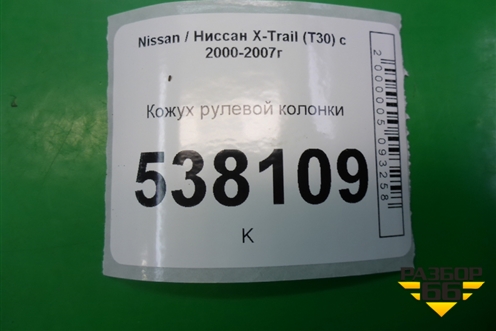 Nissan / Ниссан X-Trail (T30) с
2000-2007г
Кожух рулевой колонки
538109
К
2000005093258
РАЗБОР
66